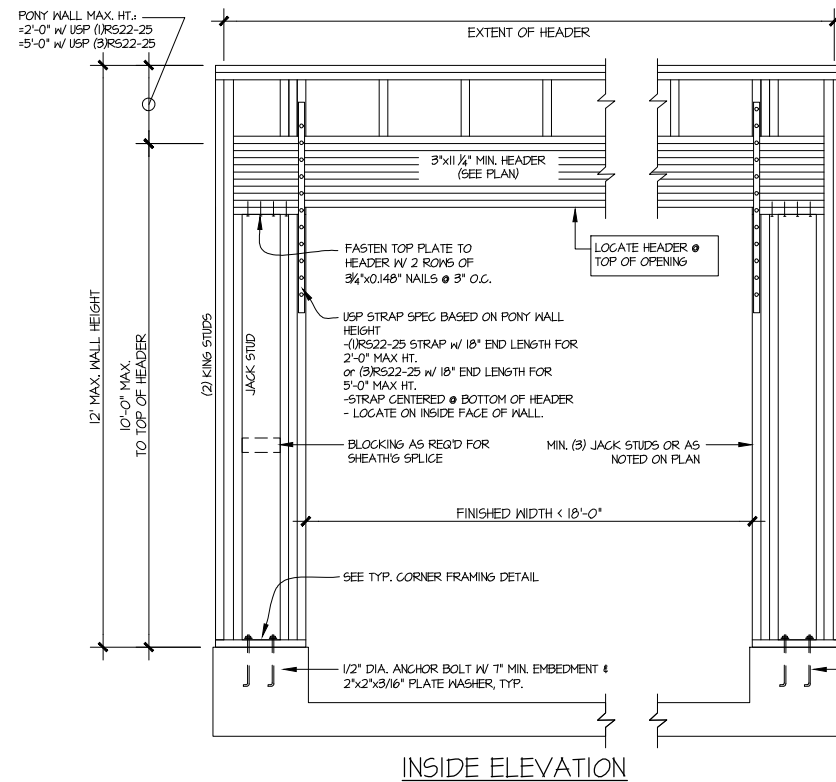 PONY WALL MAX. HT.:
=2'-0" W/ USP (1)RS22-25
=5'-0" W/ USP (3)RS22-25
EXTENT OF HEADER
3"x11 1/4" MIN. HEADER
(SEE PLAN)
FASTEN TOP PLATE TO
HEADER W/ 2 ROWS OF
3 1/4"x0.148" NAILS @ 3" O.C.
LOCATE HEADER @
TOP OF OPENING
USP STRAP SPEC BASED ON PONY WALL
HEIGHT
-(1)RS22-25 STRAP W/ 18" END LENGTH FOR
2'-0" MAX HT.
or (3)RS22-25 W/ 18" END LENGTH FOR
5'-0" MAX HT.
-STRAP CENTERED @ BOTTOM OF HEADER
- LOCATE ON INSIDE FACE OF WALL.
12' MAX. WALL HEIGHT
10'-0" MAX.
TO TOP OF HEADER
(2) KING STUDS
JACK STUD
BLOCKING AS REQ'D FOR
SHEATH'G SPLICE
MIN. (3) JACK STUDS OR AS
NOTED ON PLAN
FINISHED WIDTH < 18'-0"
SEE TYP. CORNER FRAMING DETAIL
1/2" DIA. ANCHOR BOLT W/ 7" MIN. EMBEDMENT &
2"x2"x3/16" PLATE WASHER, TYP.
INSIDE ELEVATION